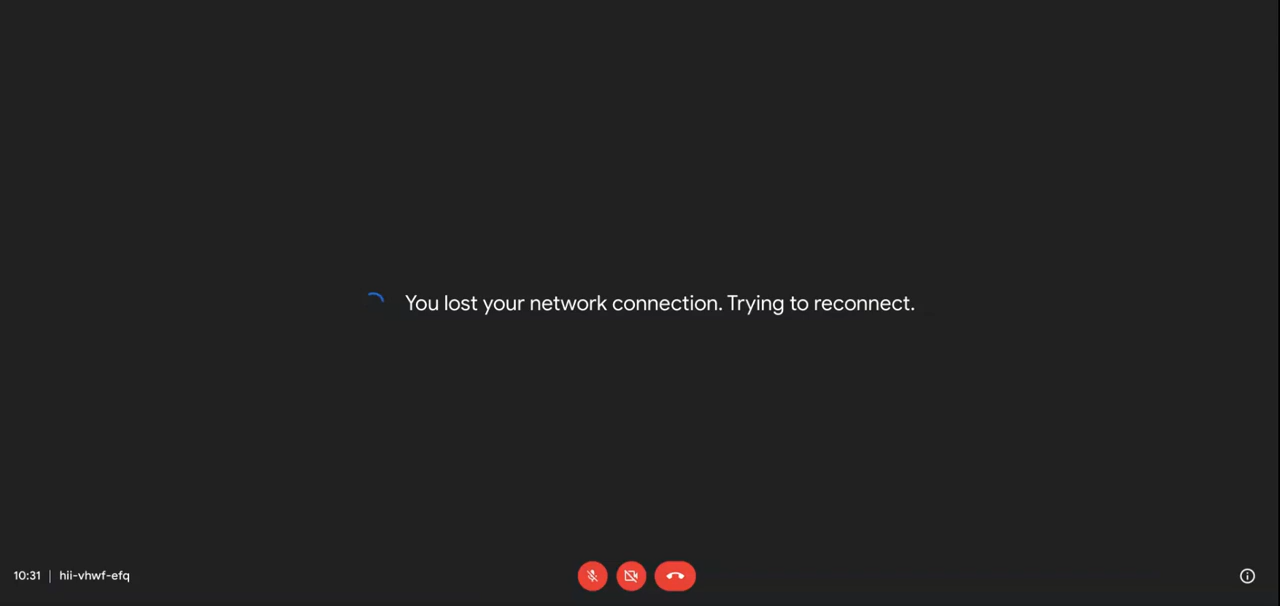 You lost your network connection. Trying to reconnect.
10:31 | hii-vhwf-efq